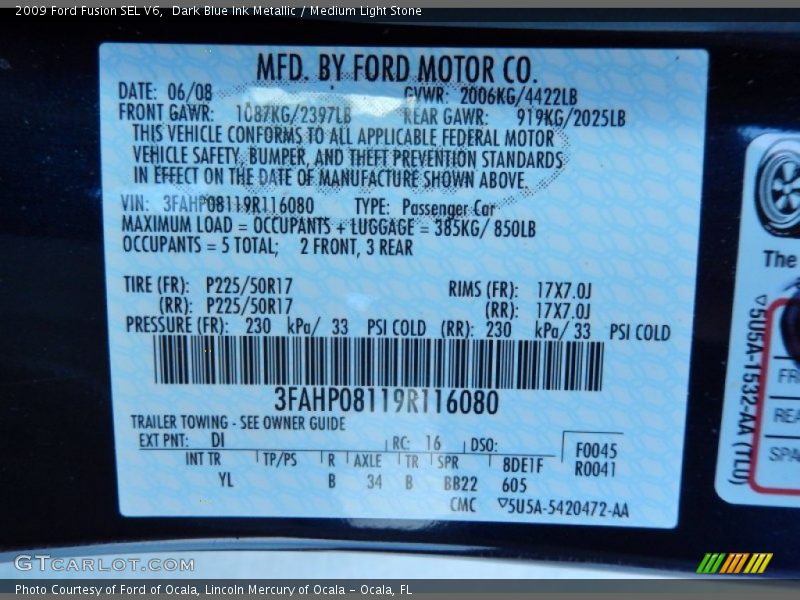 2009 Ford Fusion SEL V6,  Dark Blue Ink Metallic / Medium Light Stone
MFD. BY FORD MOTOR CO.
DATE: 06/08 GVWR: 2006KG/4422LB
FRONT GAWR: 1087KG/2397LB REAR GAWR: 919KG/2025LB
THIS VEHICLE CONFORMS TO ALL APPLICABLE FEDERAL MOTOR
VEHICLE SAFETY, BUMPER, AND THEFT PREVENTION STANDARDS
IN EFFECT ON THE DATE OF MANUFACTURE SHOWN ABOVE.
VIN: 3FAHP08119R116080 TYPE: Passenger Car
MAXIMUM LOAD = OCCUPANTS + LUGGAGE = 385KG/ 850LB
OCCUPANTS = 5 TOTAL; 2 FRONT, 3 REAR
TIRE (FR): P225/50R17 RIMS (FR): 17X7.0J
(RR): P225/50R17 (RR): 17X7.0J
PRESSURE (FR): 230 kPa/ 33 PSI COLD (RR): 230 kPa/ 33 PSI COLD
3FAHP08119R116080
TRAILER TOWING - SEE OWNER GUIDE
EXT PNT: DI RC: 16 DSO: F0045
INT TR TP/PS R AXLE TR SPR 8DE1F R0041
YL B 34 B BB22 605
CMC ▽5U5A-5420472-AA
The
▽5U5A-1532-AA (TL0)
FR
REA
SPA
GTCARLOT.COM
Photo Courtesy of Ford of Ocala, Lincoln Mercury of Ocala - Ocala, FL